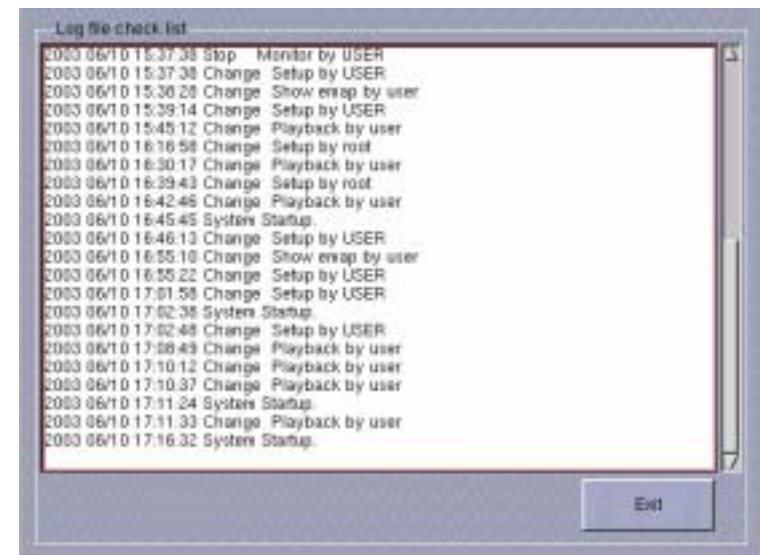 Log file check list
2003 06/10 15:37:38 Stop Monitor by USER
2003 06/10 15:37:38 Change Setup by USER
2003 06/10 15:38:28 Change Show emap by user
2003 06/10 15:39:14 Change Setup by USER
2003 06/10 15:45:12 Change Playback by user
2003 06/10 16:16:58 Change Setup by root
2003 06/10 16:30:17 Change Playback by user
2003 06/10 16:39:43 Change Setup by root
2003 06/10 16:42:46 Change Playback by user
2003 06/10 16:45:45 System Startup.
2003 06/10 16:46:13 Change Setup by USER
2003 06/10 16:55:10 Change Show emap by user
2003 06/10 16:55:22 Change Setup by USER
2003 06/10 17:01:58 Change Setup by USER
2003 06/10 17:02:38 System Startup.
2003 06/10 17:02:48 Change Setup by USER
2003 06/10 17:08:49 Change Playback by user
2003 06/10 17:10:12 Change Playback by user
2003 06/10 17:10:37 Change Playback by user
2003 06/10 17:11:24 System Startup.
2003 06/10 17:11:33 Change Playback by user
2003 06/10 17:16:32 System Startup.
Exit